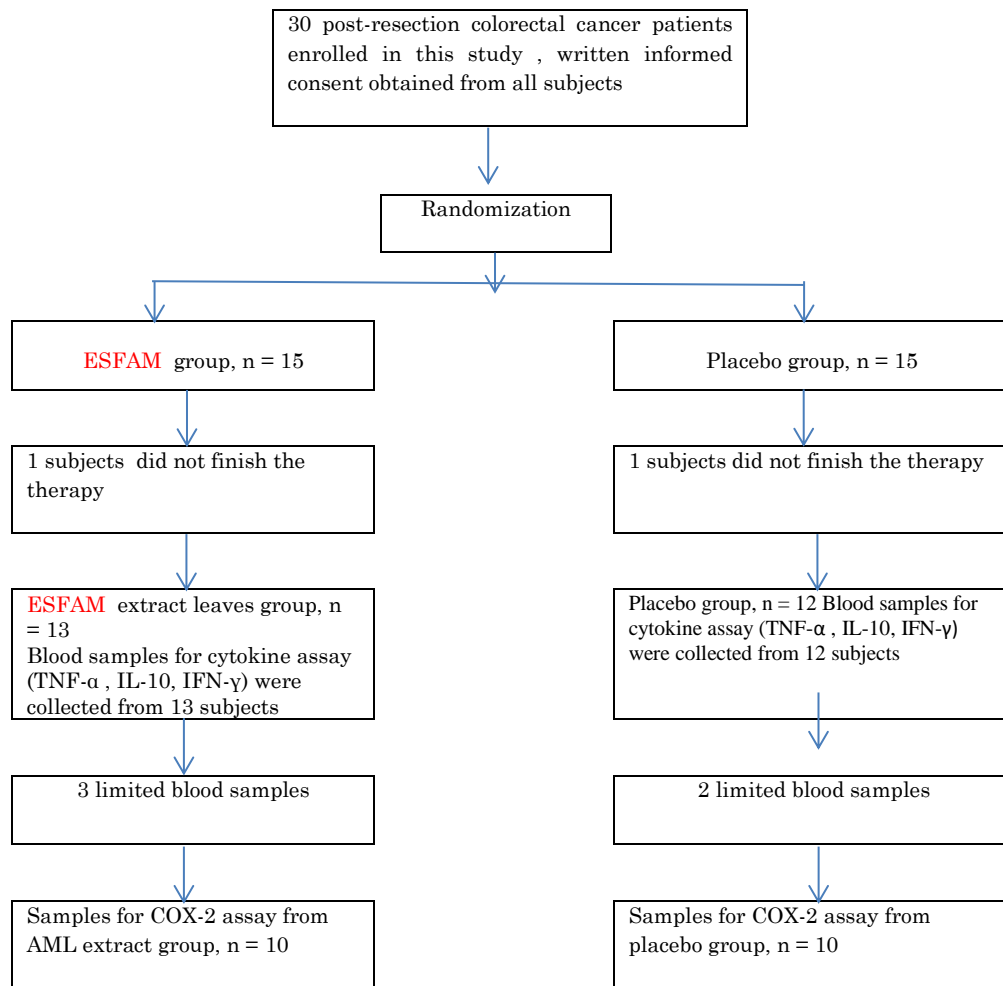 30 post-resection colorectal cancer patients
enrolled in this study , written informed
consent obtained from all subjects
Randomization
ESFAM group, n = 15
Placebo group, n = 15
1 subjects did not finish the
therapy
1 subjects did not finish the therapy
ESFAM extract leaves group, n
= 13
Blood samples for cytokine assay
(TNF-α , IL-10, IFN-γ) were
collected from 13 subjects
Placebo group, n = 12 Blood samples for
cytokine assay (TNF-α , IL-10, IFN-γ)
were collected from 12 subjects
3 limited blood samples
2 limited blood samples
Samples for COX-2 assay from
AML extract group, n = 10
Samples for COX-2 assay from
placebo group, n = 10